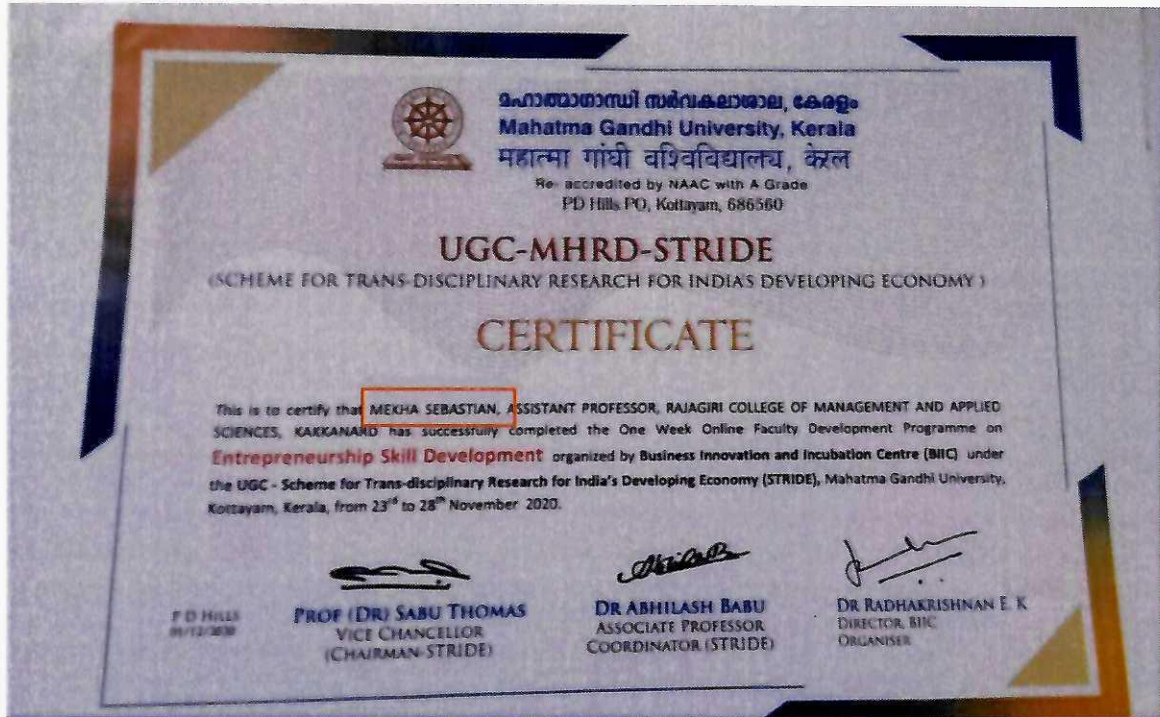 മഹാത്മാഗാന്ധി സർവകലാശാല, കേരളം
Mahatma Gandhi University, Kerala
महात्मा गांधी वश्विविद्यालय, केरल
Re- accredited by NAAC with A Grade
PD Hills PO, Kottayam, 686560
UGC-MHRD-STRIDE
(SCHEME FOR TRANS-DISCIPLINARY RESEARCH FOR INDIA'S DEVELOPING ECONOMY )
CERTIFICATE
This is to certify that MEKHA SEBASTIAN, ASSISTANT PROFESSOR, RAJAGIRI COLLEGE OF MANAGEMENT AND APPLIED
SCIENCES, KAKKANARD has successfully completed the One Week Online Faculty Development Programme on
Entrepreneurship Skill Development organized by Business Innovation and Incubation Centre (BIIC) under
the UGC - Scheme for Trans-disciplinary Research for India's Developing Economy (STRIDE), Mahatma Gandhi University,
Kottayam, Kerala, from 23rd to 28th November 2020.
P D HILLS
PROF (DR) SABU THOMAS
VICE CHANCELLOR
(CHAIRMAN-STRIDE)
DR ABHILASH BABU
ASSOCIATE PROFESSOR
COORDINATOR (STRIDE)
DR RADHAKRISHNAN E. K
DIRECTOR, BIIC
ORGANISER